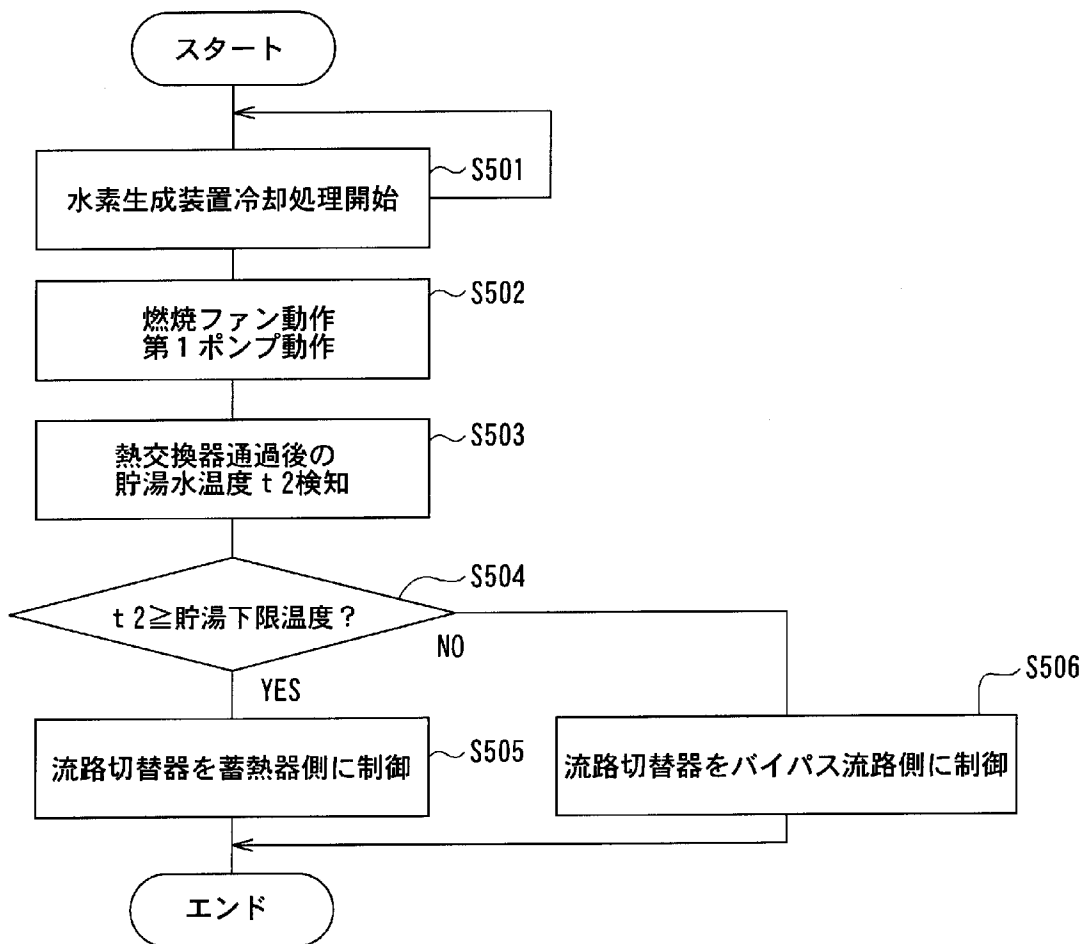 スタート
水素生成装置冷却処理開始
S501
燃焼ファン動作
第1ポンプ動作
S502
熱交換器通過後の
貯湯水温度t2検知
S503
t2≧貯湯下限温度?
S504
NO
YES
流路切替器を蓄熱器側に制御
S505
流路切替器をバイパス流路側に制御
S506
エンド